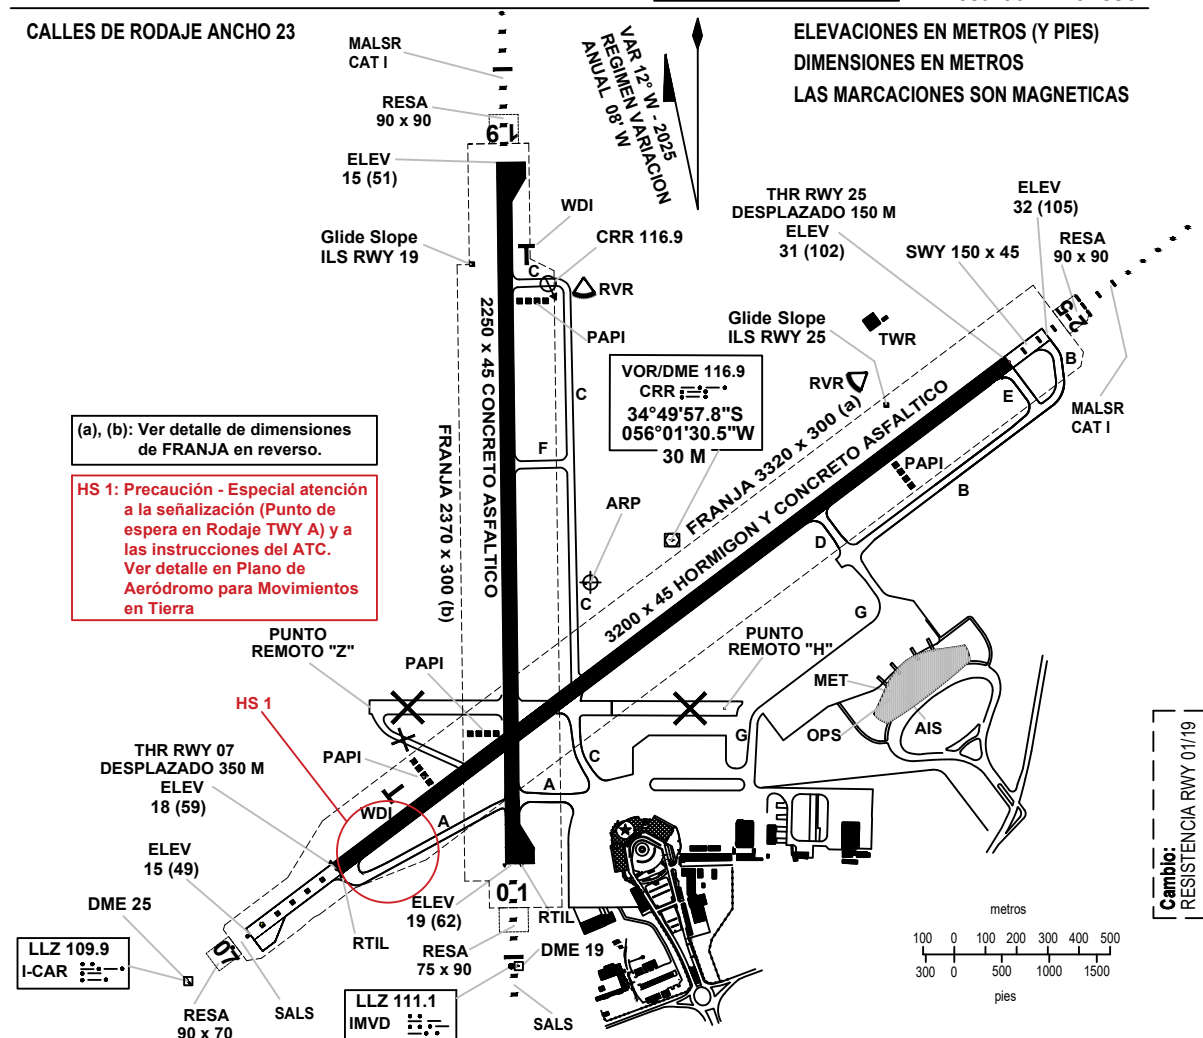 CALLES DE RODAJE ANCHO 23
ELEVACIONES EN METROS (Y PIES)
DIMENSIONES EN METROS
LAS MARCACIONES SON MAGNETICAS
MALSR
CAT I
VAR 12° W - 2025
REGIMEN VARIACION
ANUAL 08' W
RESA
90 x 90
19
ELEV
15 (51)
WDI
CRR 116.9
Glide Slope
ILS RWY 19
C
RVR
PAPI
THR RWY 25
DESPLAZADO 150 M
ELEV
31 (102)
ELEV
32 (105)
SWY 150 x 45
RESA
90 x 90
25
Glide Slope
ILS RWY 25
TWR
RVR
B
E
MALSR
CAT I
VOR/DME 116.9
CRR
34°49'57.8"S
056°01'30.5"W
30 M
2250 x 45 CONCRETO ASFALTICO
FRANJA 2370 x 300 (b)
C
F
(a), (b): Ver detalle de dimensiones
de FRANJA en reverso.
HS 1: Precaución - Especial atención
a la señalización (Punto de
espera en Rodaje TWY A) y a
las instrucciones del ATC.
Ver detalle en Plano de
Aeródromo para Movimientos
en Tierra
FRANJA 3320 x 300 (a)
3200 x 45 HORMIGON Y CONCRETO ASFALTICO
PAPI
B
ARP
D
C
G
PUNTO
REMOTO "Z"
PAPI
PUNTO
REMOTO "H"
MET
OPS
AIS
G
HS 1
THR RWY 07
DESPLAZADO 350 M
ELEV
18 (59)
PAPI
WDI
A
A
C
ELEV
15 (49)
DME 25
LLZ 109.9
I-CAR
07
RESA
90 x 70
SALS
RTIL
ELEV
19 (62)
01
RTIL
RESA
75 x 90
DME 19
LLZ 111.1
IMVD
SALS
metros
100 0 100 200 300 400 500
300 0 500 1000 1500
pies
Cambio:
RESISTENCIA RWY 01/19